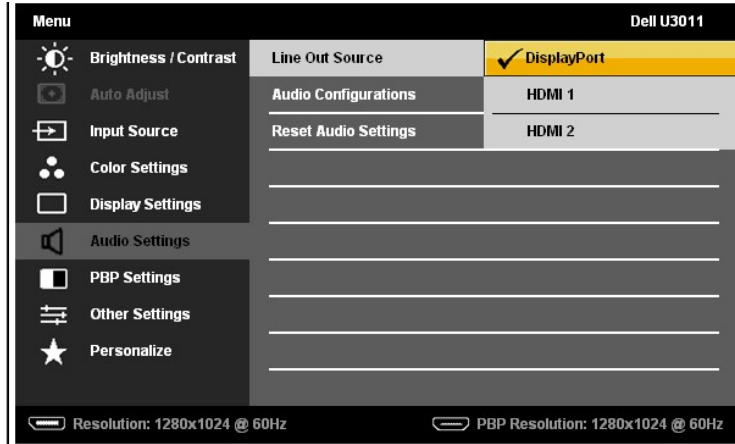 Menu Dell U3011
Brightness / Contrast Line Out Source DisplayPort
Auto Adjust Audio Configurations HDMI 1
Input Source Reset Audio Settings HDMI 2
Color Settings
Display Settings
Audio Settings
PBP Settings
Other Settings
Personalize
Resolution: 1280x1024 @ 60Hz PBP Resolution: 1280x1024 @ 60Hz